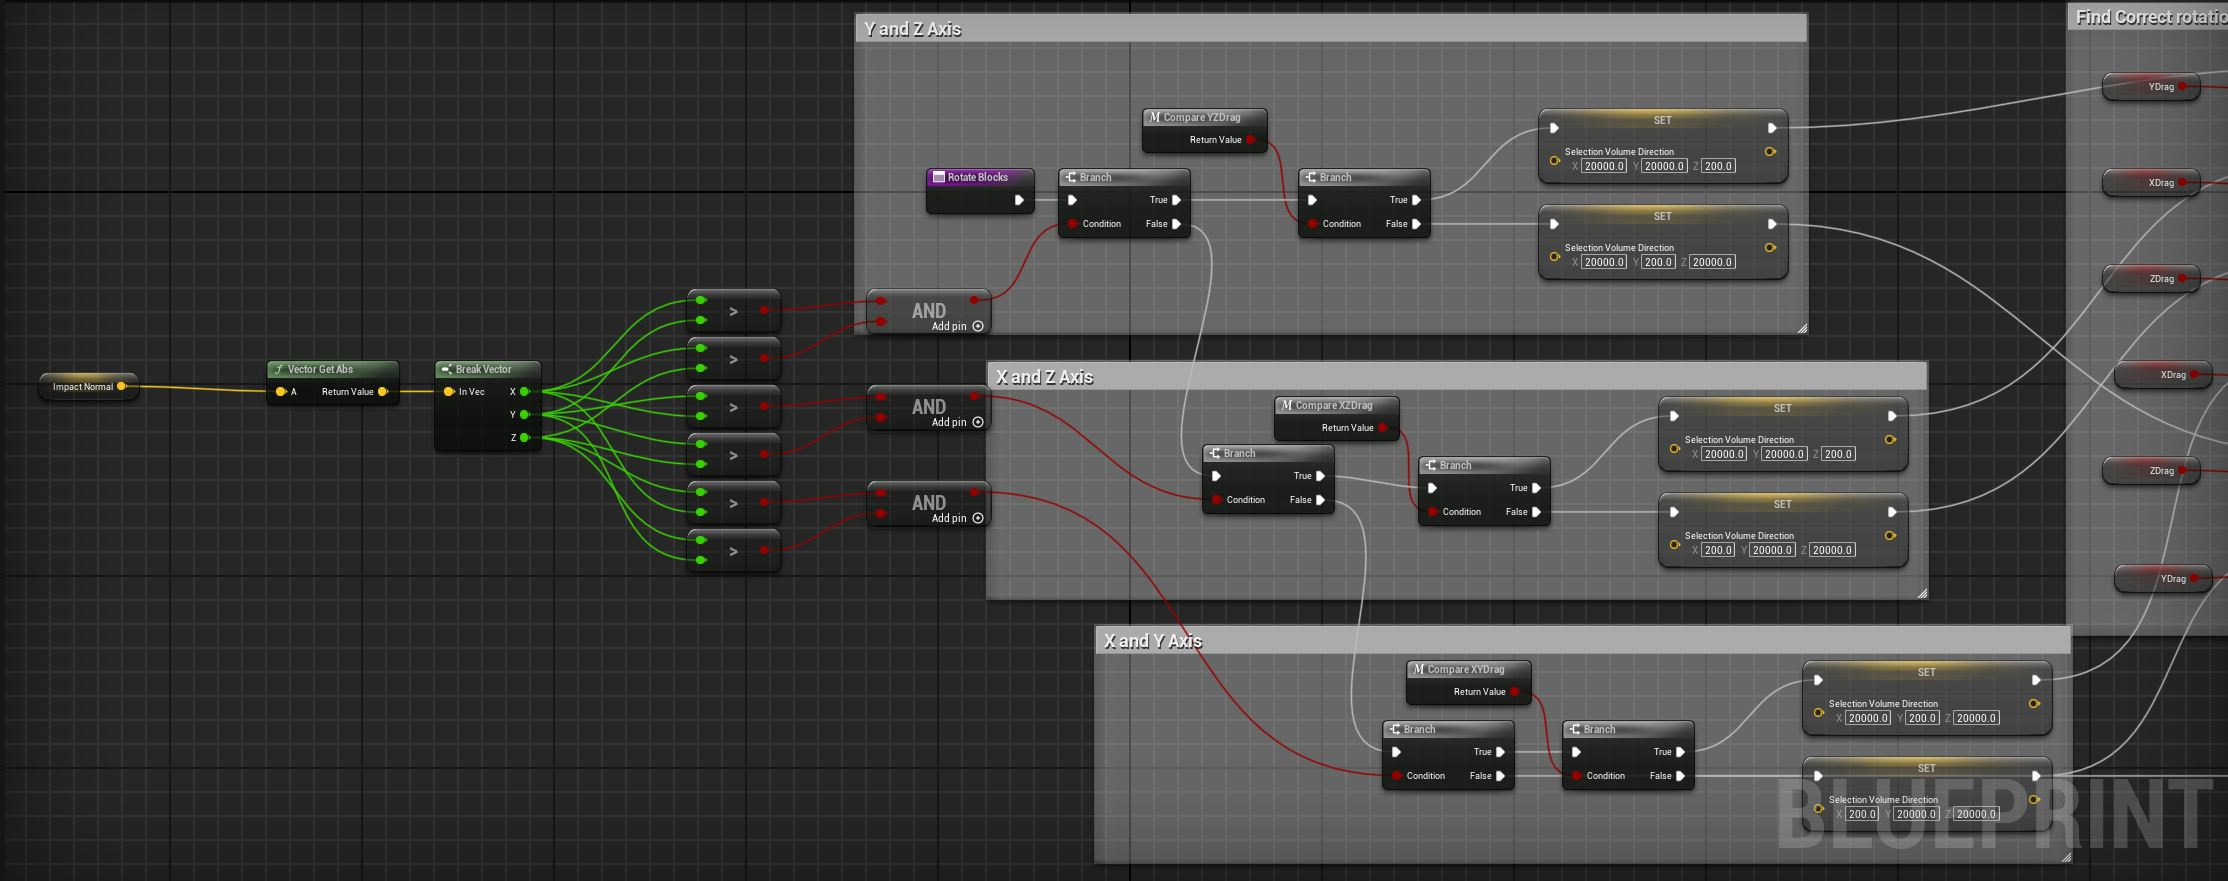 Y and Z Axis
Find Correct rotatio
YDrag
Compare YZDrag
SET
Return Value
Selection Volume Direction
X 20000.0 Y 20000.0 Z 200.0
Rotate Blocks
Branch
Branch
XDrag
True
True
Condition False
Condition False
SET
Selection Volume Direction
X 20000.0 Y 200.0 Z 20000.0
ZDrag
>
AND
Add pin
>
Impact Normal
Vector Get Abs
A Return Value
Break Vector
In Vec X
Y
Z
X and Z Axis
XDrag
>
AND
Add pin
Compare XZDrag
Return Value
SET
Selection Volume Direction
X 20000.0 Y 20000.0 Z 200.0
>
Branch
True
Condition False
Branch
True
Condition False
ZDrag
>
AND
Add pin
SET
Selection Volume Direction
X 200.0 Y 20000.0 Z 20000.0
>
YDrag
X and Y Axis
Compare XYDrag
Return Value
SET
Selection Volume Direction
X 20000.0 Y 200.0 Z 20000.0
Branch
Branch
True
True
Condition False
Condition False
SET
Selection Volume Direction
X 200.0 Y 20000.0 Z 20000.0
BLUEPRINT